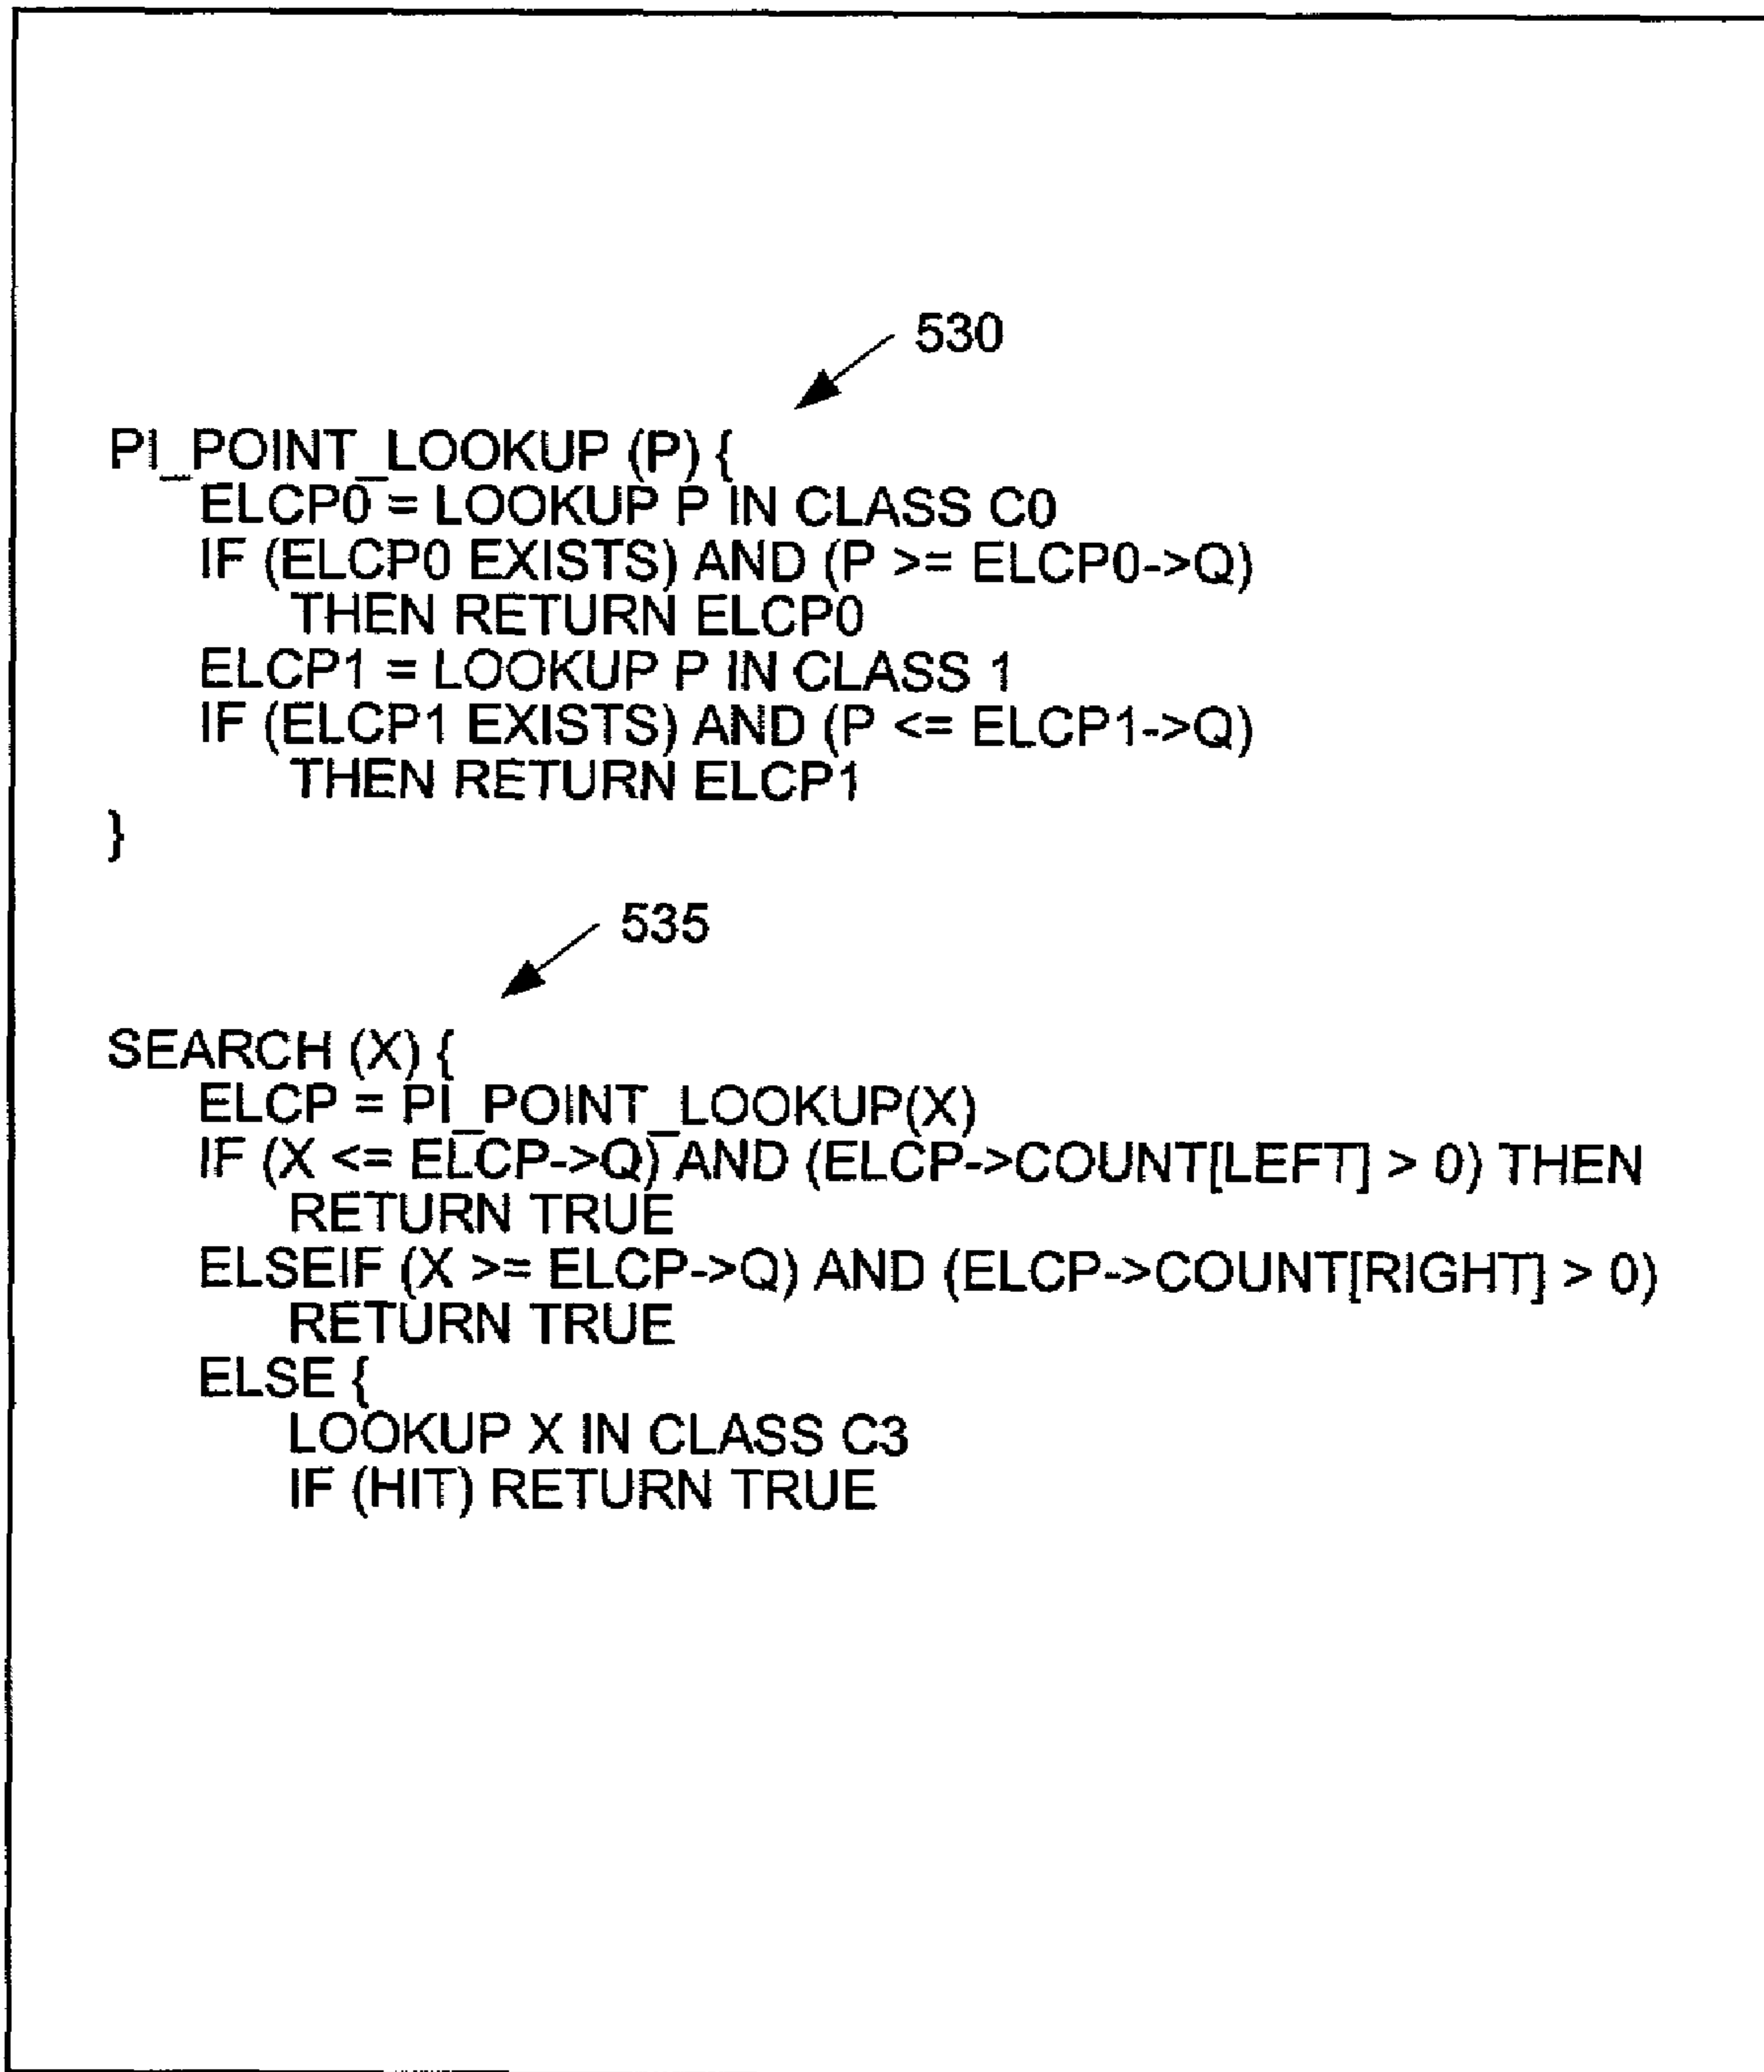 530
PI_POINT_LOOKUP (P) {
ELCP0 = LOOKUP P IN CLASS C0
IF (ELCP0 EXISTS) AND (P >= ELCP0->Q)
THEN RETURN ELCP0
ELCP1 = LOOKUP P IN CLASS 1
IF (ELCP1 EXISTS) AND (P <= ELCP1->Q)
THEN RETURN ELCP1
}
535
SEARCH (X) {
ELCP = PI_POINT_LOOKUP(X)
IF (X <= ELCP->Q) AND (ELCP->COUNT[LEFT] > 0) THEN
RETURN TRUE
ELSEIF (X >= ELCP->Q) AND (ELCP->COUNT[RIGHT] > 0)
RETURN TRUE
ELSE {
LOOKUP X IN CLASS C3
IF (HIT) RETURN TRUE